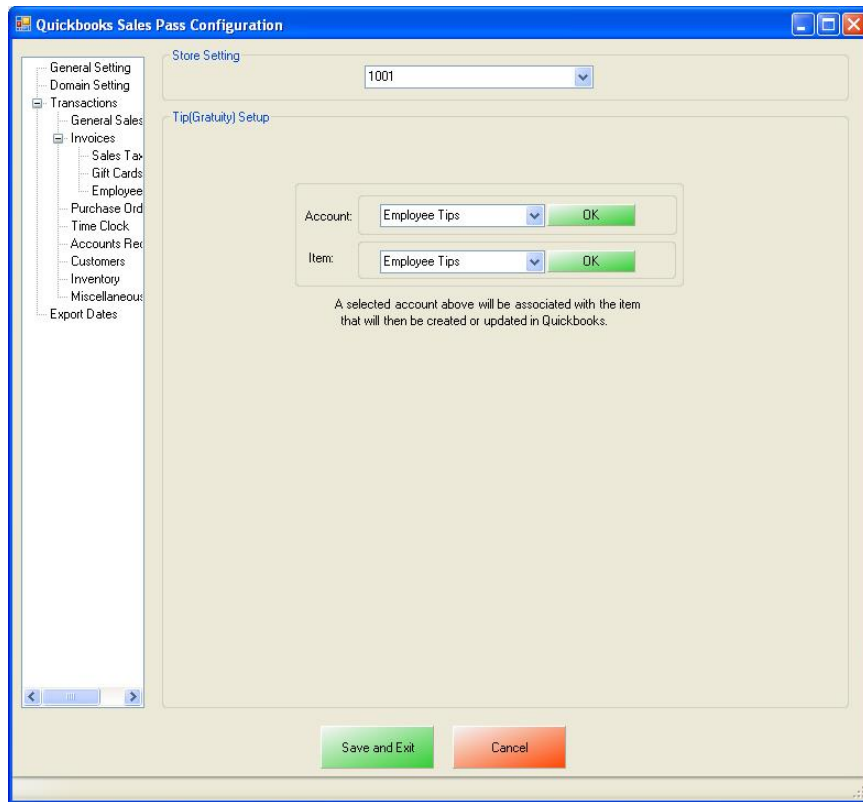 Quickbooks Sales Pass Configuration
General Setting
Domain Setting
Transactions
General Sales
Invoices
Sales Tax
Gift Cards
Employee
Purchase Ord
Time Clock
Accounts Rec
Customers
Inventory
Miscellaneous
Export Dates
Store Setting
1001
Tip(Gratuity) Setup
Account: Employee Tips OK
Item: Employee Tips OK
A selected account above will be associated with the item
that will then be created or updated in Quickbooks.
Save and Exit Cancel